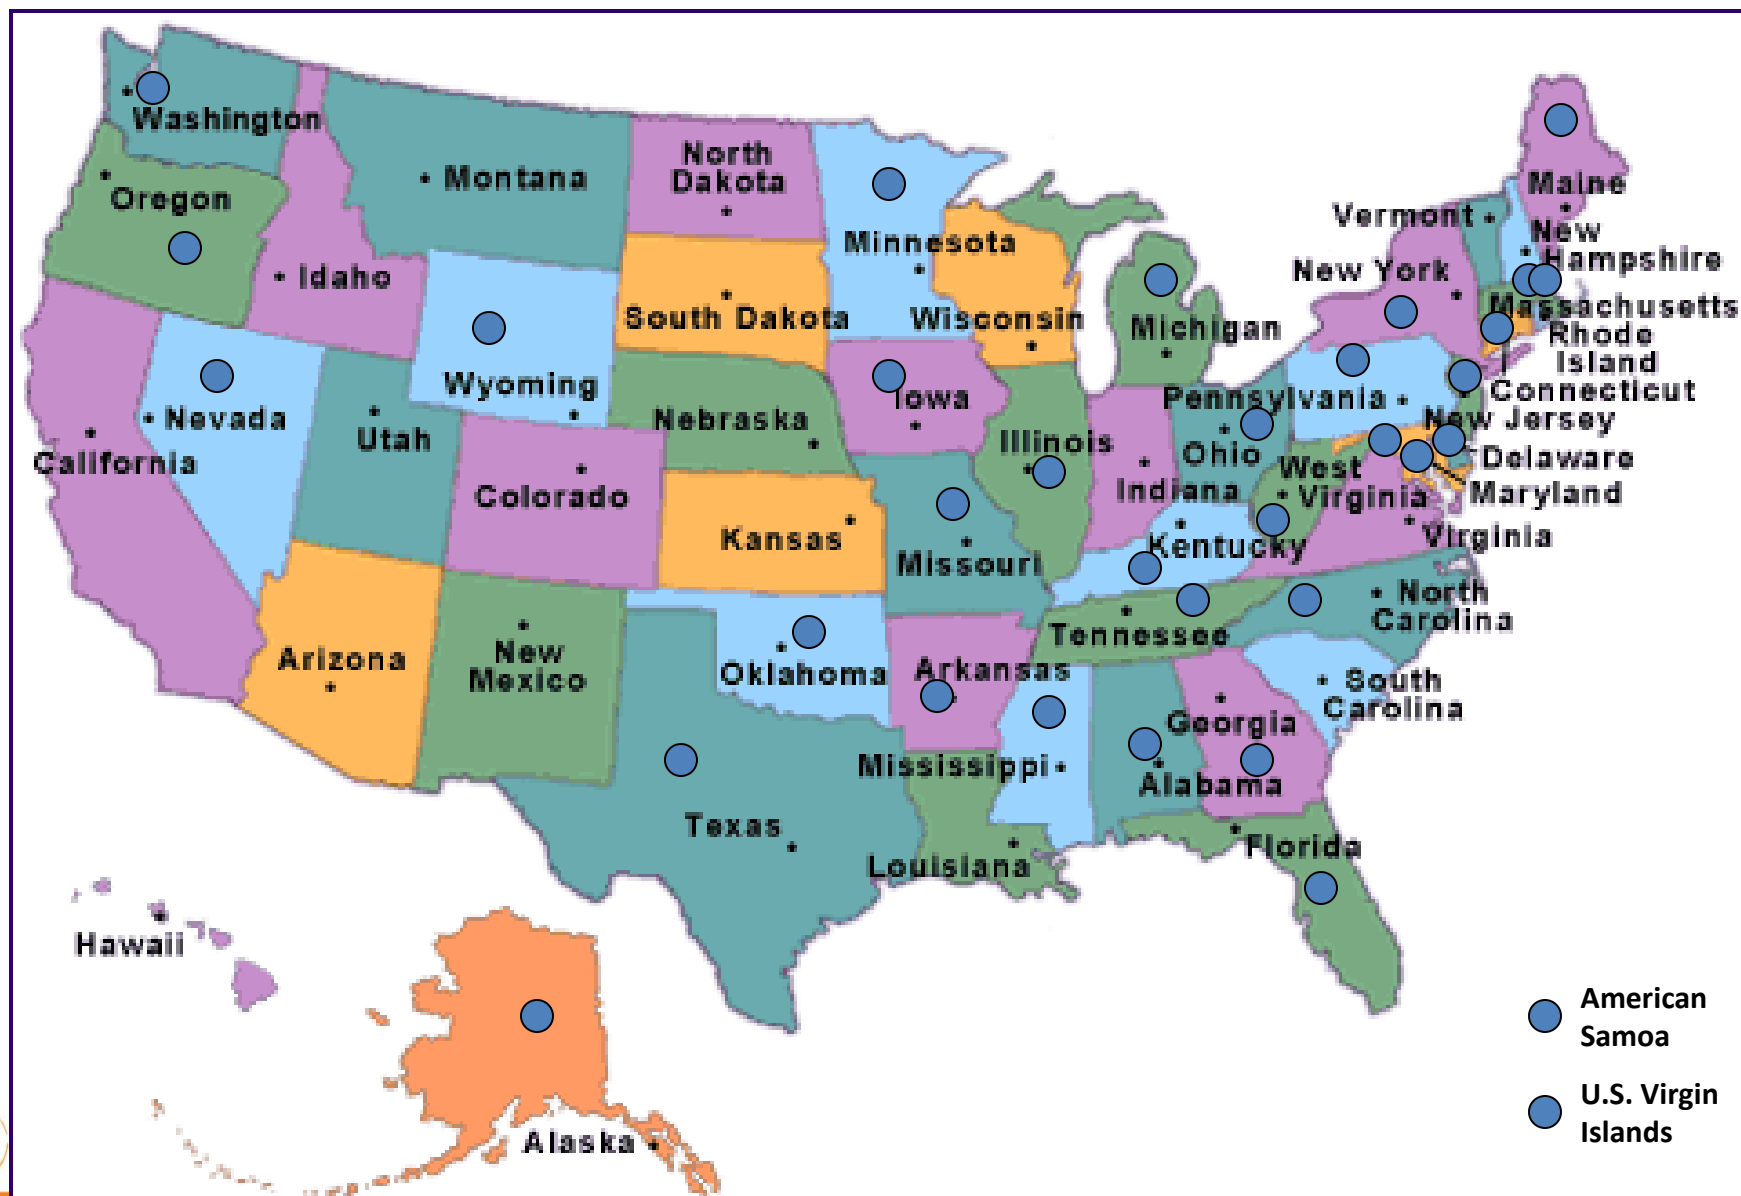 Washington
Oregon
Idaho
Montana
North
Dakota
South Dakota
Minnesota
Wisconsin
Michigan
Vermont
Maine
New
Hampshire
New York
Massachusetts
Rhode
Island
Connecticut
Pennsylvania
New Jersey
Delaware
Maryland
Virginia
West
Virginia
Ohio
Indiana
Illinois
Iowa
Nebraska
Wyoming
Nevada
Utah
California
Colorado
Kansas
Missouri
Kentucky
North
Carolina
Tennessee
South
Carolina
Arkansas
Oklahoma
New
Mexico
Arizona
Georgia
Alabama
Mississippi
Texas
Louisiana
Florida
Hawaii
Alaska
American
Samoa
U.S. Virgin
Islands